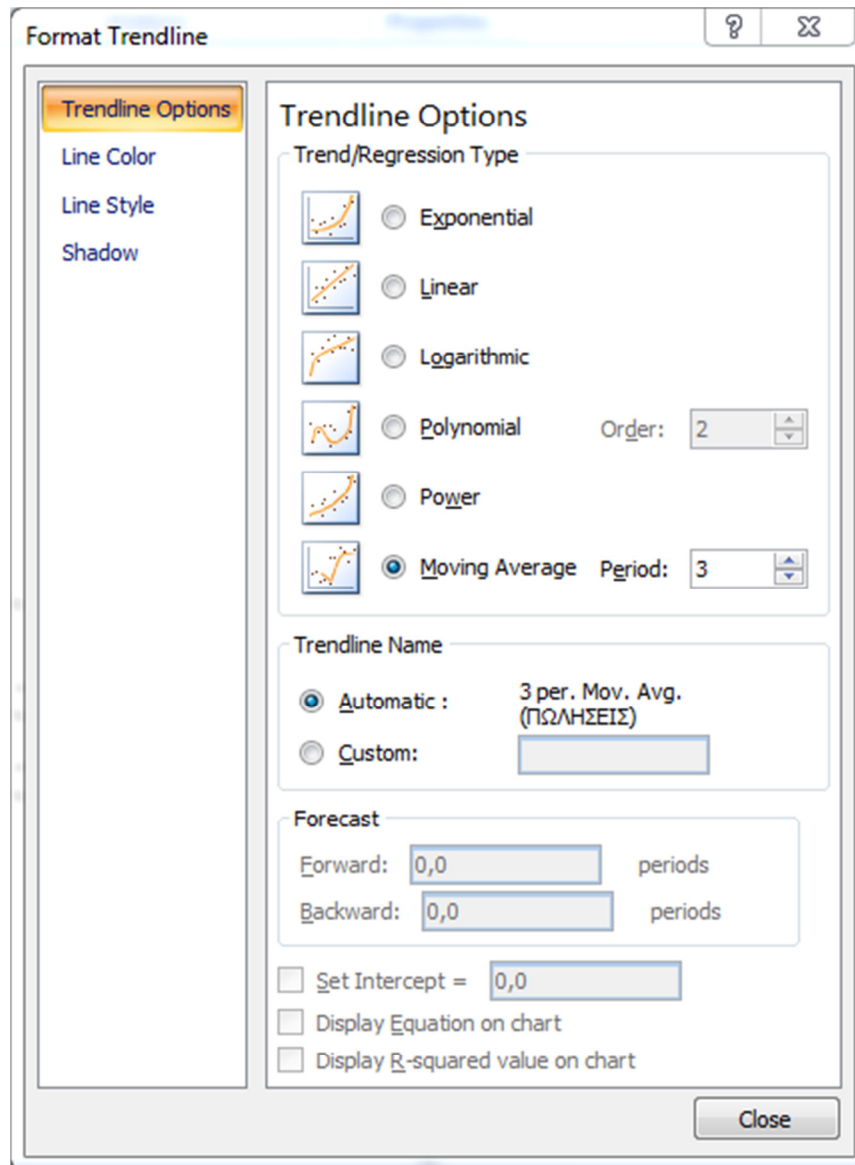 Format Trendline
Trendline Options
Line Color
Line Style
Shadow
Trendline Options
Trend/Regression Type
Exponential
Linear
Logarithmic
Polynomial Order: 2
Power
Moving Average Period: 3
Trendline Name
Automatic : 3 per. Mov. Avg.
(ΠΩΛΗΣΕΙΣ)
Custom:
Forecast
Forward: 0,0 periods
Backward: 0,0 periods
Set Intercept = 0,0
Display Equation on chart
Display R-squared value on chart
Close